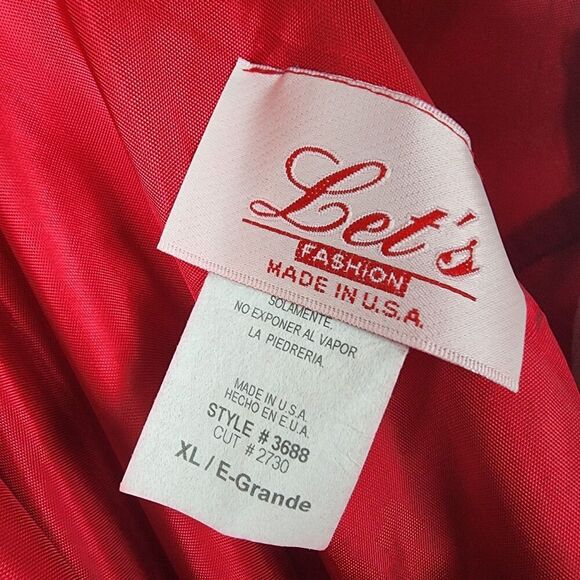 Let's
FASHION
MADE IN U.S.A.
SOLAMENTE.
NO EXPONER AL VAPOR
LA PIEDRERIA.
MADE IN U.S.A.
HECHO EN E.U.A.
STYLE # 3688
CUT # 2730
XL / E-Grande